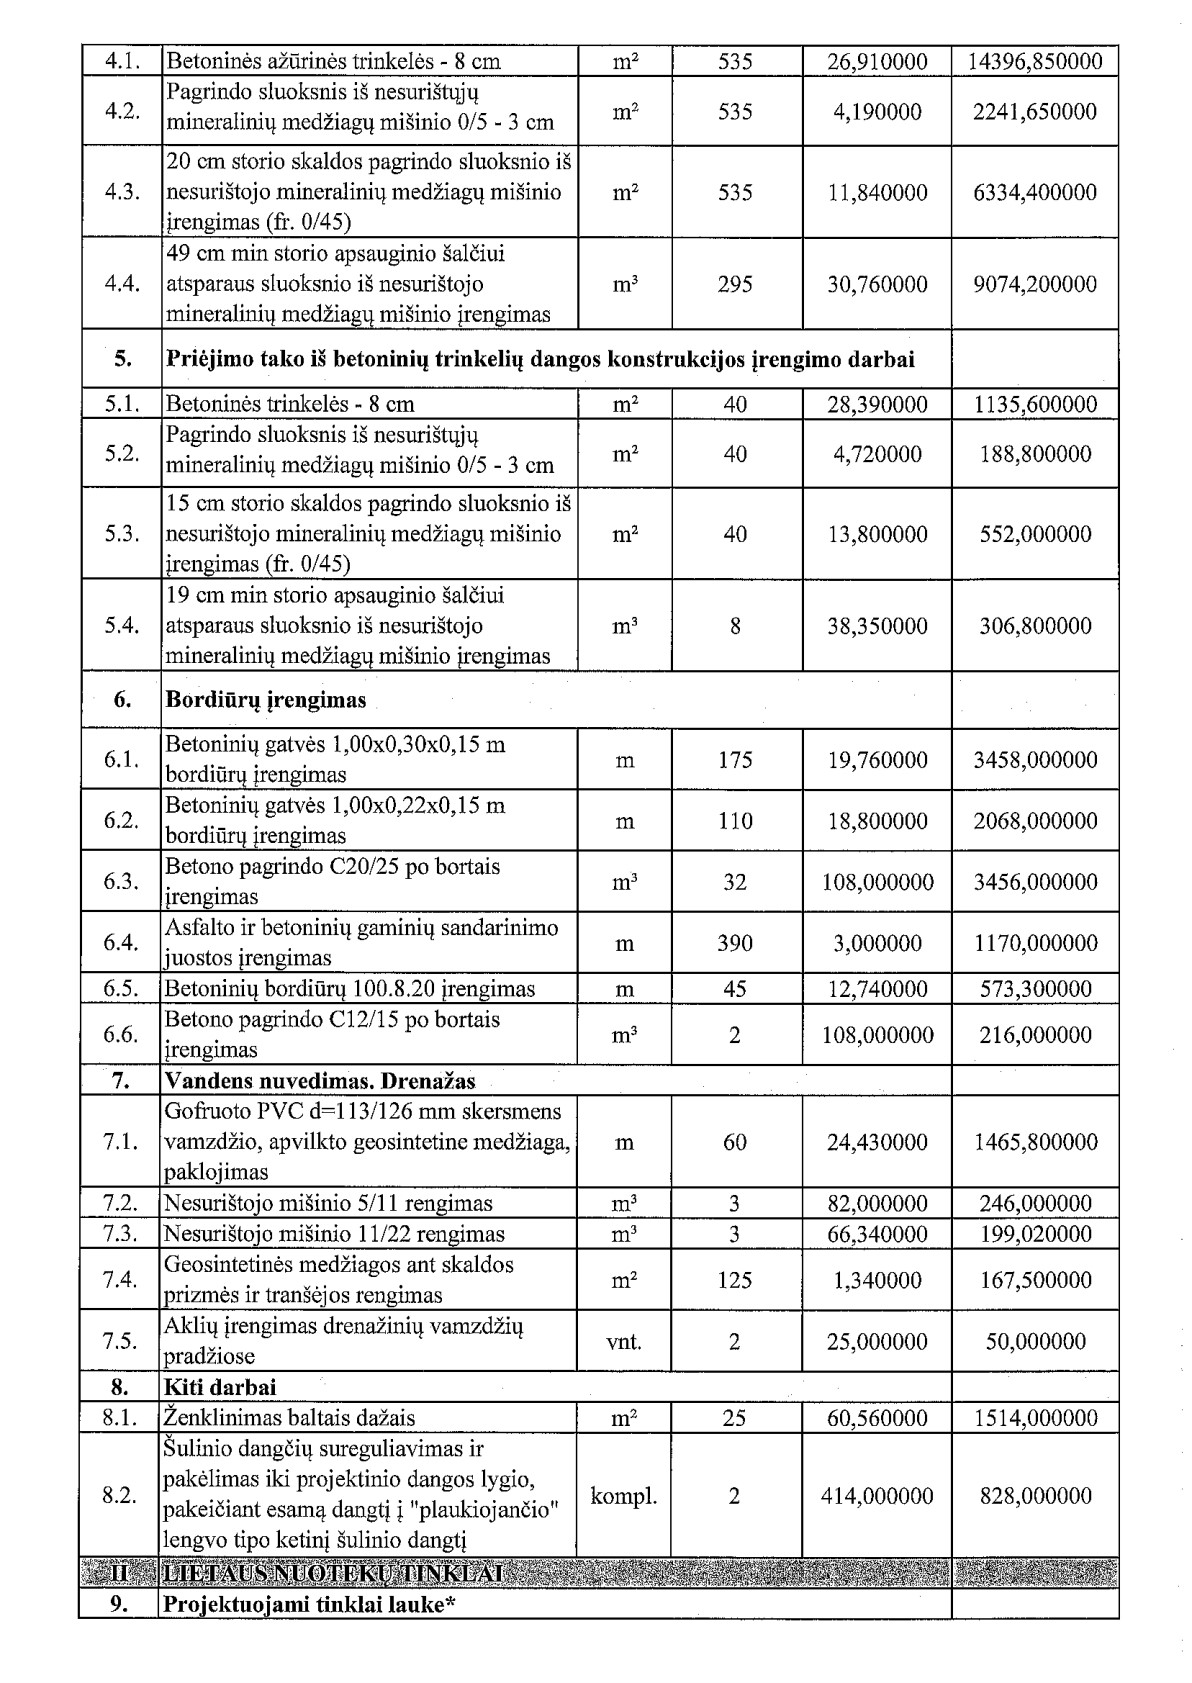 4.1. Betoninės ažūrinės trinkelės - 8 cm m² 535 26,910000 14396,850000
Pagrindo sluoksnis iš nesurištųjų
4.2. mineralinių medžiagų mišinio 0/5 - 3 cm m² 535 4,190000 2241,650000
20 cm storio skaldos pagrindo sluoksnio iš
4.3. nesurištojo mineralinių medžiagų mišinio m² 535 11,840000 6334,400000
įrengimas (fr. 0/45)
49 cm min storio apsauginio šalčiui
4.4. atsparaus sluoksnio iš nesurištojo m³ 295 30,760000 9074,200000
mineralinių medžiagų mišinio įrengimas
5. Priėjimo tako iš betoninių trinkelių dangos konstrukcijos įrengimo darbai
5.1. Betoninės trinkelės - 8 cm m² 40 28,390000 1135,600000
Pagrindo sluoksnis iš nesurištųjų
5.2. mineralinių medžiagų mišinio 0/5 - 3 cm m² 40 4,720000 188,800000
15 cm storio skaldos pagrindo sluoksnio iš
5.3. nesurištojo mineralinių medžiagų mišinio m² 40 13,800000 552,000000
įrengimas (fr. 0/45)
19 cm min storio apsauginio šalčiui
5.4. atsparaus sluoksnio iš nesurištojo m³ 8 38,350000 306,800000
mineralinių medžiagų mišinio įrengimas
6. Bordiūrų įrengimas
Betoninių gatvės 1,00x0,30x0,15 m
6.1. bordiūrų įrengimas m 175 19,760000 3458,000000
Betoninių gatvės 1,00x0,22x0,15 m
6.2. bordiūrų įrengimas m 110 18,800000 2068,000000
Betono pagrindo C20/25 po bortais
6.3. įrengimas m³ 32 108,000000 3456,000000
Asfalto ir betoninių gaminių sandarinimo
6.4. juostos įrengimas m 390 3,000000 1170,000000
6.5. Betoninių bordiūrų 100.8.20 įrengimas m 45 12,740000 573,300000
Betono pagrindo C12/15 po bortais
6.6. įrengimas m³ 2 108,000000 216,000000
7. Vandens nuvedimas. Drenažas
Gofruoto PVC d=113/126 mm skersmens
7.1. vamzdžio, apvilkto geosintetine medžiaga, m 60 24,430000 1465,800000
paklojimas
7.2. Nesurištojo mišinio 5/11 rengimas m³ 3 82,000000 246,000000
7.3. Nesurištojo mišinio 11/22 rengimas m³ 3 66,340000 199,020000
Geosintetinės medžiagos ant skaldos
7.4. prizmės ir tranšėjos rengimas m² 125 1,340000 167,500000
Aklių įrengimas drenažinių vamzdžių
7.5. pradžiose vnt. 2 25,000000 50,000000
8. Kiti darbai
8.1. Ženklinimas baltais dažais m² 25 60,560000 1514,000000
Šulinio dangčių sureguliavimas ir
pakėlimas iki projektinio dangos lygio,
8.2. pakeičiant esamą dangtį į "plaukiojančio" kompl. 2 414,000000 828,000000
lengvo tipo ketinį šulinio dangtį
II LIETAUS NUOTEKŲ TINKLAI
9. Projektuojami tinklai lauke*